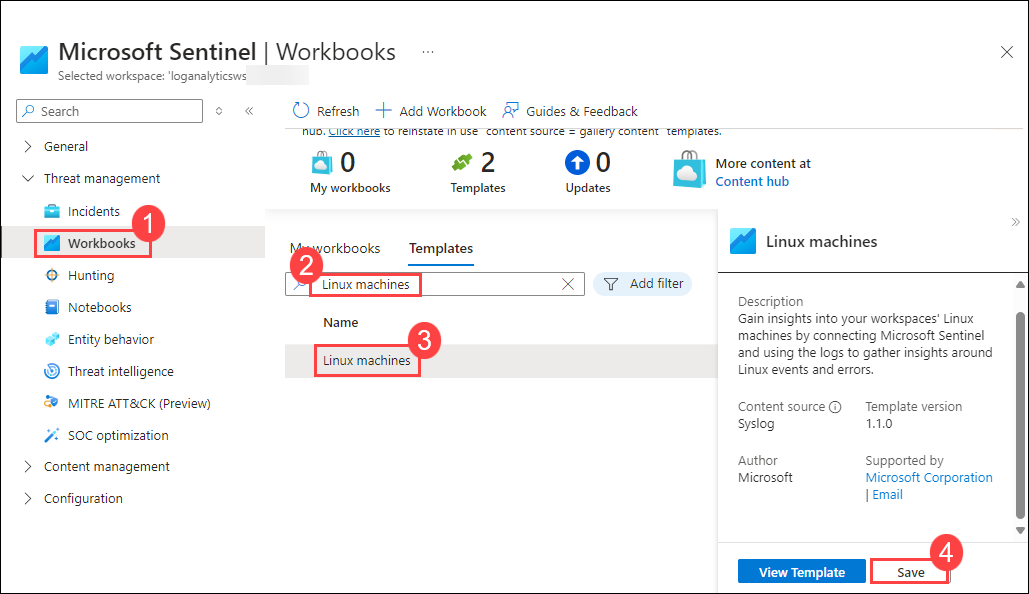 Microsoft Sentinel | Workbooks ...
Selected workspace: 'loganalyticsws
Search
Refresh
Add Workbook
Guides & Feedback
hub. Click here to reinstate in use "content source = gallery content" templates.
General
Threat management
Incidents
1
Workbooks
Hunting
Notebooks
Entity behavior
Threat intelligence
MITRE ATT&CK (Preview)
SOC optimization
Content management
Configuration
0
My workbooks
2
Templates
0
Updates
More content at
Content hub
My workbooks
Templates
2
Linux machines
Add filter
Name
3
Linux machines
Linux machines
Description
Gain insights into your workspaces' Linux
machines by connecting Microsoft Sentinel
and using the logs to gather insights around
Linux events and errors.
Content source
Template version
Syslog
1.1.0
Author
Supported by
Microsoft
Microsoft Corporation
| Email
4
View Template
Save